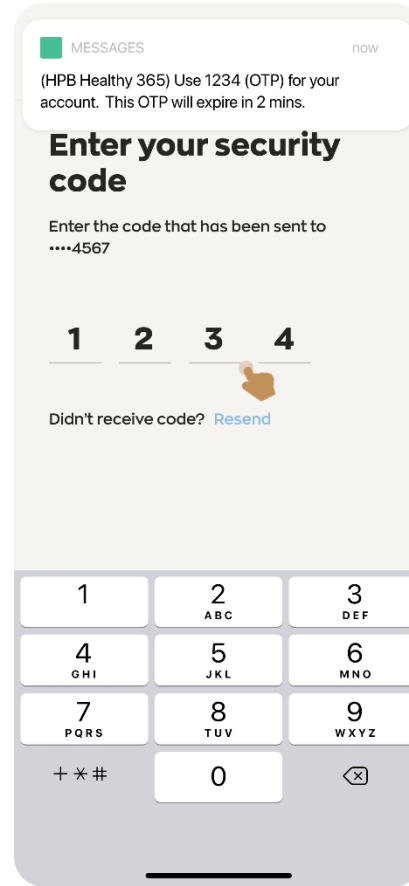 MESSAGES now
(HPB Healthy 365) Use 1234 (OTP) for your
account. This OTP will expire in 2 mins.
Enter your security
code
Enter the code that has been sent to
••••4567
1 2 3 4
Didn't receive code? Resend
1 2 3
ABC DEF
4 5 6
GHI JKL MNO
7 8 9
PQRS TUV WXYZ
+*# 0